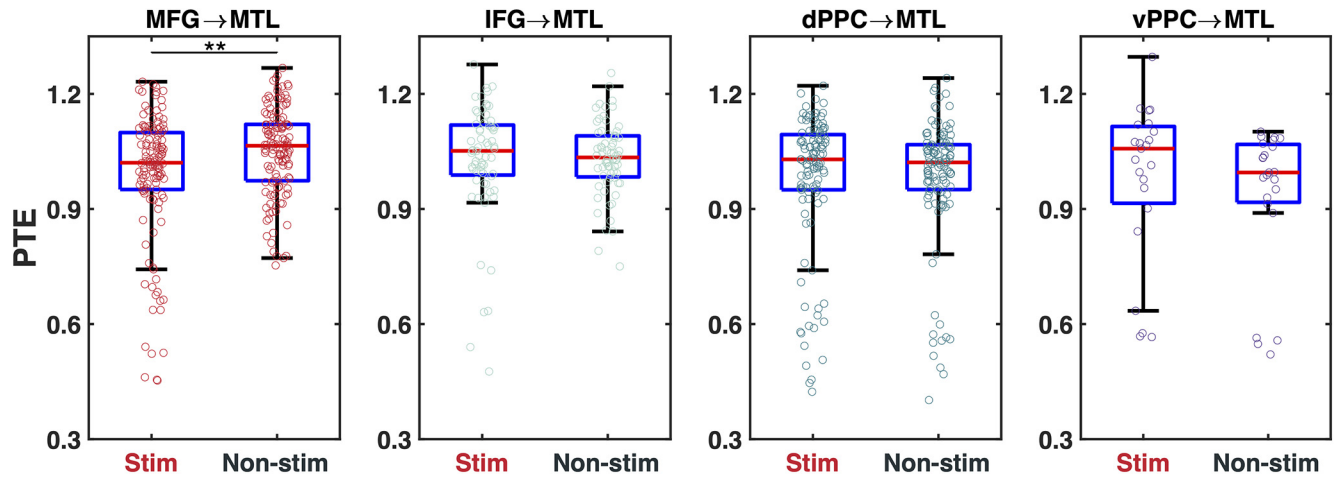 MFG→MTL
IFG→MTL
dPPC→MTL
vPPC→MTL
**
PTE
1.2
0.9
0.6
0.3
Stim Non-stim
1.2
0.9
0.6
0.3
Stim Non-stim
1.2
0.9
0.6
0.3
Stim Non-stim
1.2
0.9
0.6
0.3
Stim Non-stim